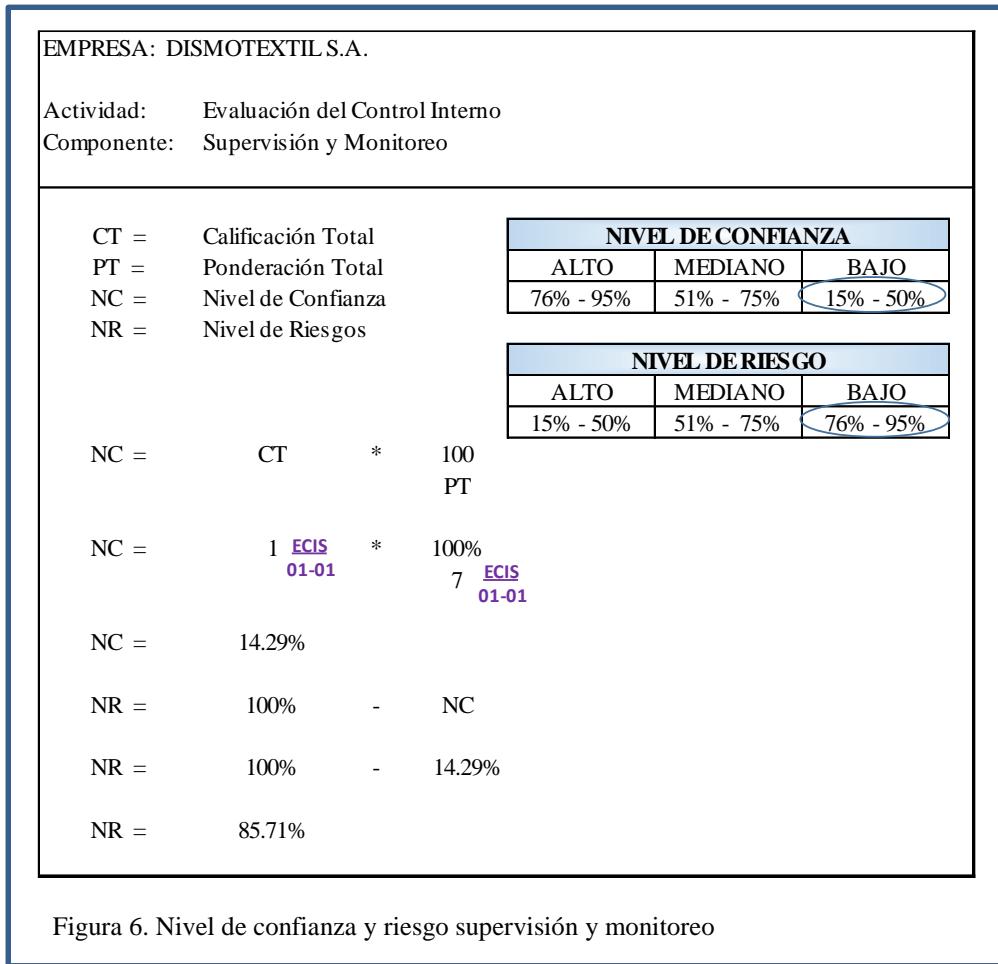 EMPRESA: DISMOTEXTIL S.A.
Actividad: Evaluación del Control Interno
Componente: Supervisión y Monitoreo
CT = Calificación Total
PT = Ponderación Total
NC = Nivel de Confianza
NR = Nivel de Riesgos
NIVEL DE CONFIANZA
ALTO MEDIANO BAJO
76% - 95% 51% - 75% 15% - 50%
NIVEL DE RIESGO
ALTO MEDIANO BAJO
15% - 50% 51% - 75% 76% - 95%
NC = CT * 100
PT
NC = 1 ECIS * 100%
01-01
7 ECIS
01-01
NC = 14.29%
NR = 100% - NC
NR = 100% - 14.29%
NR = 85.71%
Figura 6. Nivel de confianza y riesgo supervisión y monitoreo